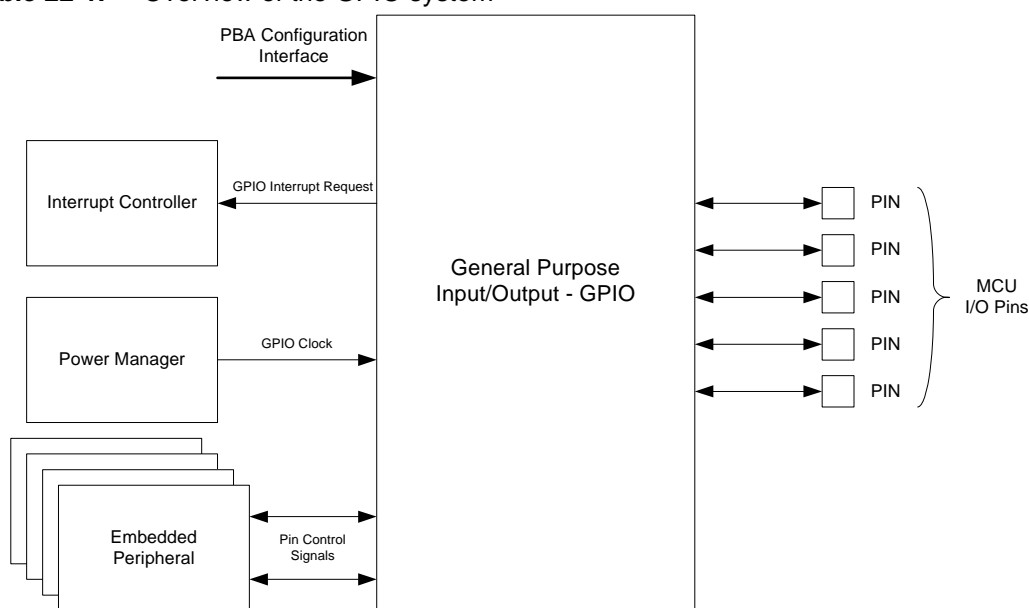 PBA Configuration
Interface
Interrupt Controller
GPIO Interrupt Request
General Purpose
Input/Output - GPIO
PIN
PIN
PIN
PIN
PIN
MCU
I/O Pins
Power Manager
GPIO Clock
Embedded
Peripheral
Pin Control
Signals